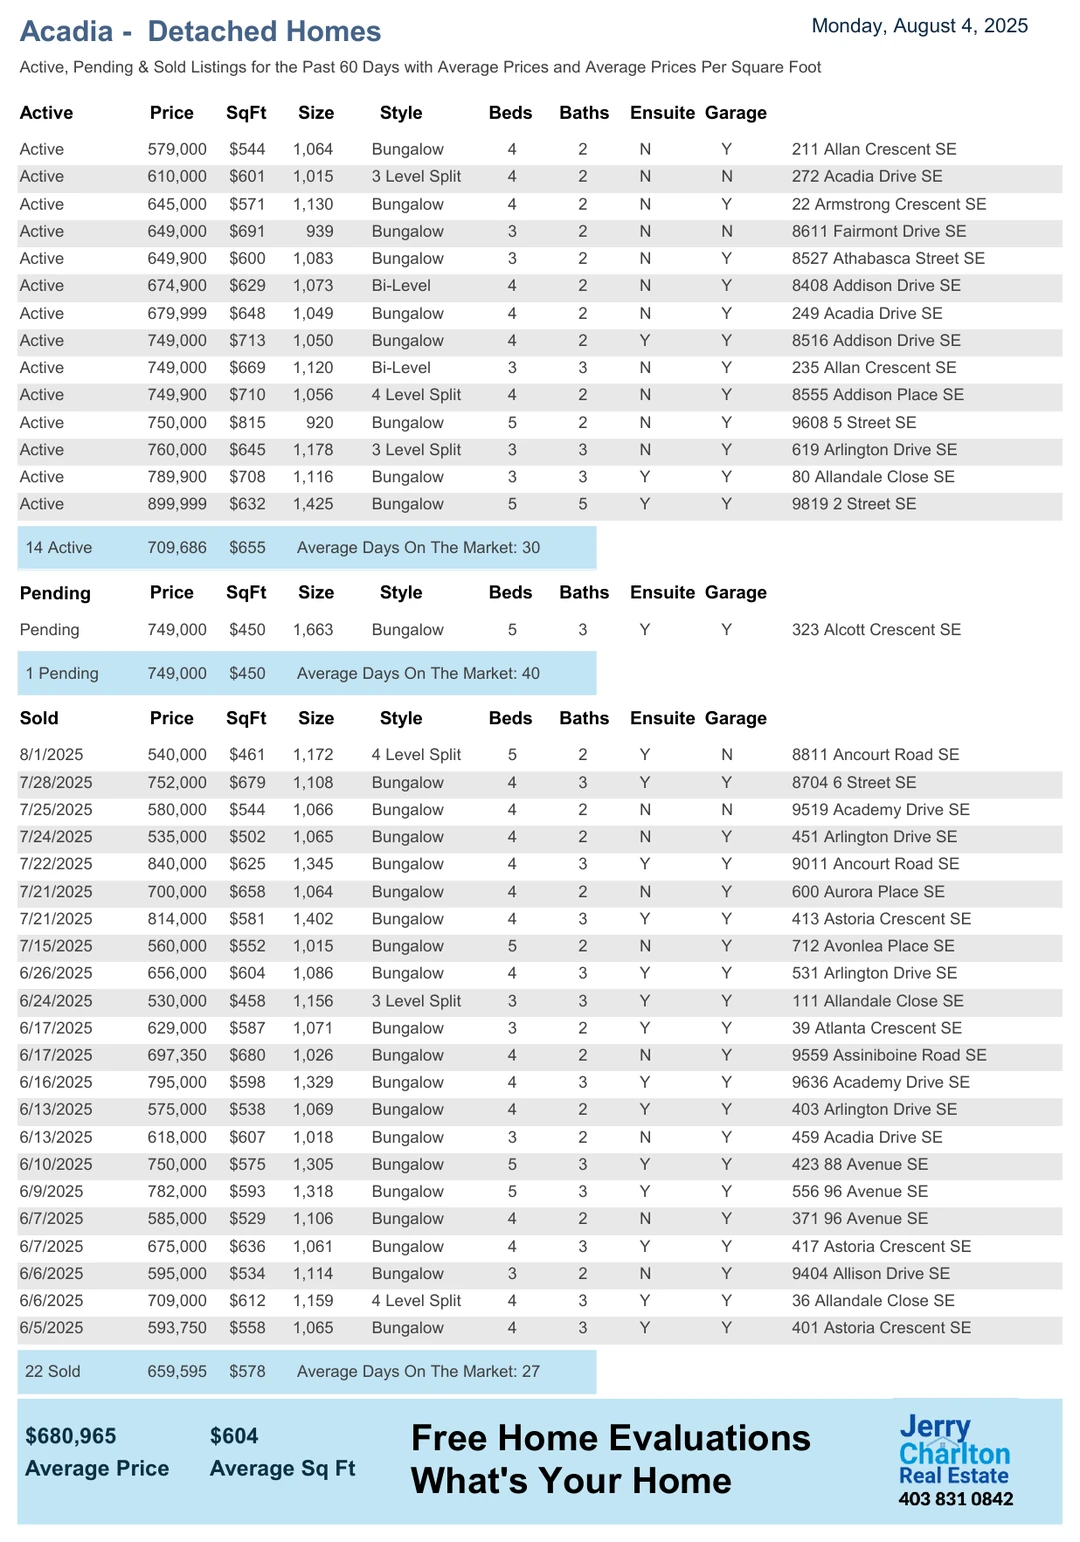 Acadia - Detached Homes
Monday, August 4, 2025
Active, Pending & Sold Listings for the Past 60 Days with Average Prices and Average Prices Per Square Foot
Active Price SqFt Size Style Beds Baths Ensuite Garage
Active 579,000 $544 1,064 Bungalow 4 2 N Y 211 Allan Crescent SE
Active 610,000 $601 1,015 3 Level Split 4 2 N N 272 Acadia Drive SE
Active 645,000 $571 1,130 Bungalow 4 2 N Y 22 Armstrong Crescent SE
Active 649,000 $691 939 Bungalow 3 2 N N 8611 Fairmont Drive SE
Active 649,900 $600 1,083 Bungalow 3 2 N Y 8527 Athabasca Street SE
Active 674,900 $629 1,073 Bi-Level 4 2 N Y 8408 Addison Drive SE
Active 679,999 $648 1,049 Bungalow 4 2 N Y 249 Acadia Drive SE
Active 749,000 $713 1,050 Bungalow 4 2 Y Y 8516 Addison Drive SE
Active 749,000 $669 1,120 Bi-Level 3 3 N Y 235 Allan Crescent SE
Active 749,900 $710 1,056 4 Level Split 4 2 N Y 8555 Addison Place SE
Active 750,000 $815 920 Bungalow 5 2 N Y 9608 5 Street SE
Active 760,000 $645 1,178 3 Level Split 3 3 N Y 619 Arlington Drive SE
Active 789,900 $708 1,116 Bungalow 3 3 Y Y 80 Allandale Close SE
Active 899,999 $632 1,425 Bungalow 5 5 Y Y 9819 2 Street SE
14 Active 709,686 $655 Average Days On The Market: 30
Pending Price SqFt Size Style Beds Baths Ensuite Garage
Pending 749,000 $450 1,663 Bungalow 5 3 Y Y 323 Alcott Crescent SE
1 Pending 749,000 $450 Average Days On The Market: 40
Sold Price SqFt Size Style Beds Baths Ensuite Garage
8/1/2025 540,000 $461 1,172 4 Level Split 5 2 Y N 8811 Ancourt Road SE
7/28/2025 752,000 $679 1,108 Bungalow 4 3 Y Y 8704 6 Street SE
7/25/2025 580,000 $544 1,066 Bungalow 4 2 N N 9519 Academy Drive SE
7/24/2025 535,000 $502 1,065 Bungalow 4 2 N Y 451 Arlington Drive SE
7/22/2025 840,000 $625 1,345 Bungalow 4 3 Y Y 9011 Ancourt Road SE
7/21/2025 700,000 $658 1,064 Bungalow 4 2 N Y 600 Aurora Place SE
7/21/2025 814,000 $581 1,402 Bungalow 4 3 Y Y 413 Astoria Crescent SE
7/15/2025 560,000 $552 1,015 Bungalow 5 2 N Y 712 Avonlea Place SE
6/26/2025 656,000 $604 1,086 Bungalow 4 3 Y Y 531 Arlington Drive SE
6/24/2025 530,000 $458 1,156 3 Level Split 3 3 Y Y 111 Allandale Close SE
6/17/2025 629,000 $587 1,071 Bungalow 3 2 Y Y 39 Atlanta Crescent SE
6/17/2025 697,350 $680 1,026 Bungalow 4 2 N Y 9559 Assiniboine Road SE
6/16/2025 795,000 $598 1,329 Bungalow 4 3 Y Y 9636 Academy Drive SE
6/13/2025 575,000 $538 1,069 Bungalow 4 2 Y Y 403 Arlington Drive SE
6/13/2025 618,000 $607 1,018 Bungalow 3 2 N Y 459 Acadia Drive SE
6/10/2025 750,000 $575 1,305 Bungalow 5 3 Y Y 423 88 Avenue SE
6/9/2025 782,000 $593 1,318 Bungalow 5 3 Y Y 556 96 Avenue SE
6/7/2025 585,000 $529 1,106 Bungalow 4 2 N Y 371 96 Avenue SE
6/7/2025 675,000 $636 1,061 Bungalow 4 3 Y Y 417 Astoria Crescent SE
6/6/2025 595,000 $534 1,114 Bungalow 3 2 N Y 9404 Allison Drive SE
6/6/2025 709,000 $612 1,159 4 Level Split 4 3 Y Y 36 Allandale Close SE
6/5/2025 593,750 $558 1,065 Bungalow 4 3 Y Y 401 Astoria Crescent SE
22 Sold 659,595 $578 Average Days On The Market: 27
$680,965 $604
Average Price Average Sq Ft
Free Home Evaluations
What's Your Home
Jerry
Charlton
Real Estate
403 831 0842